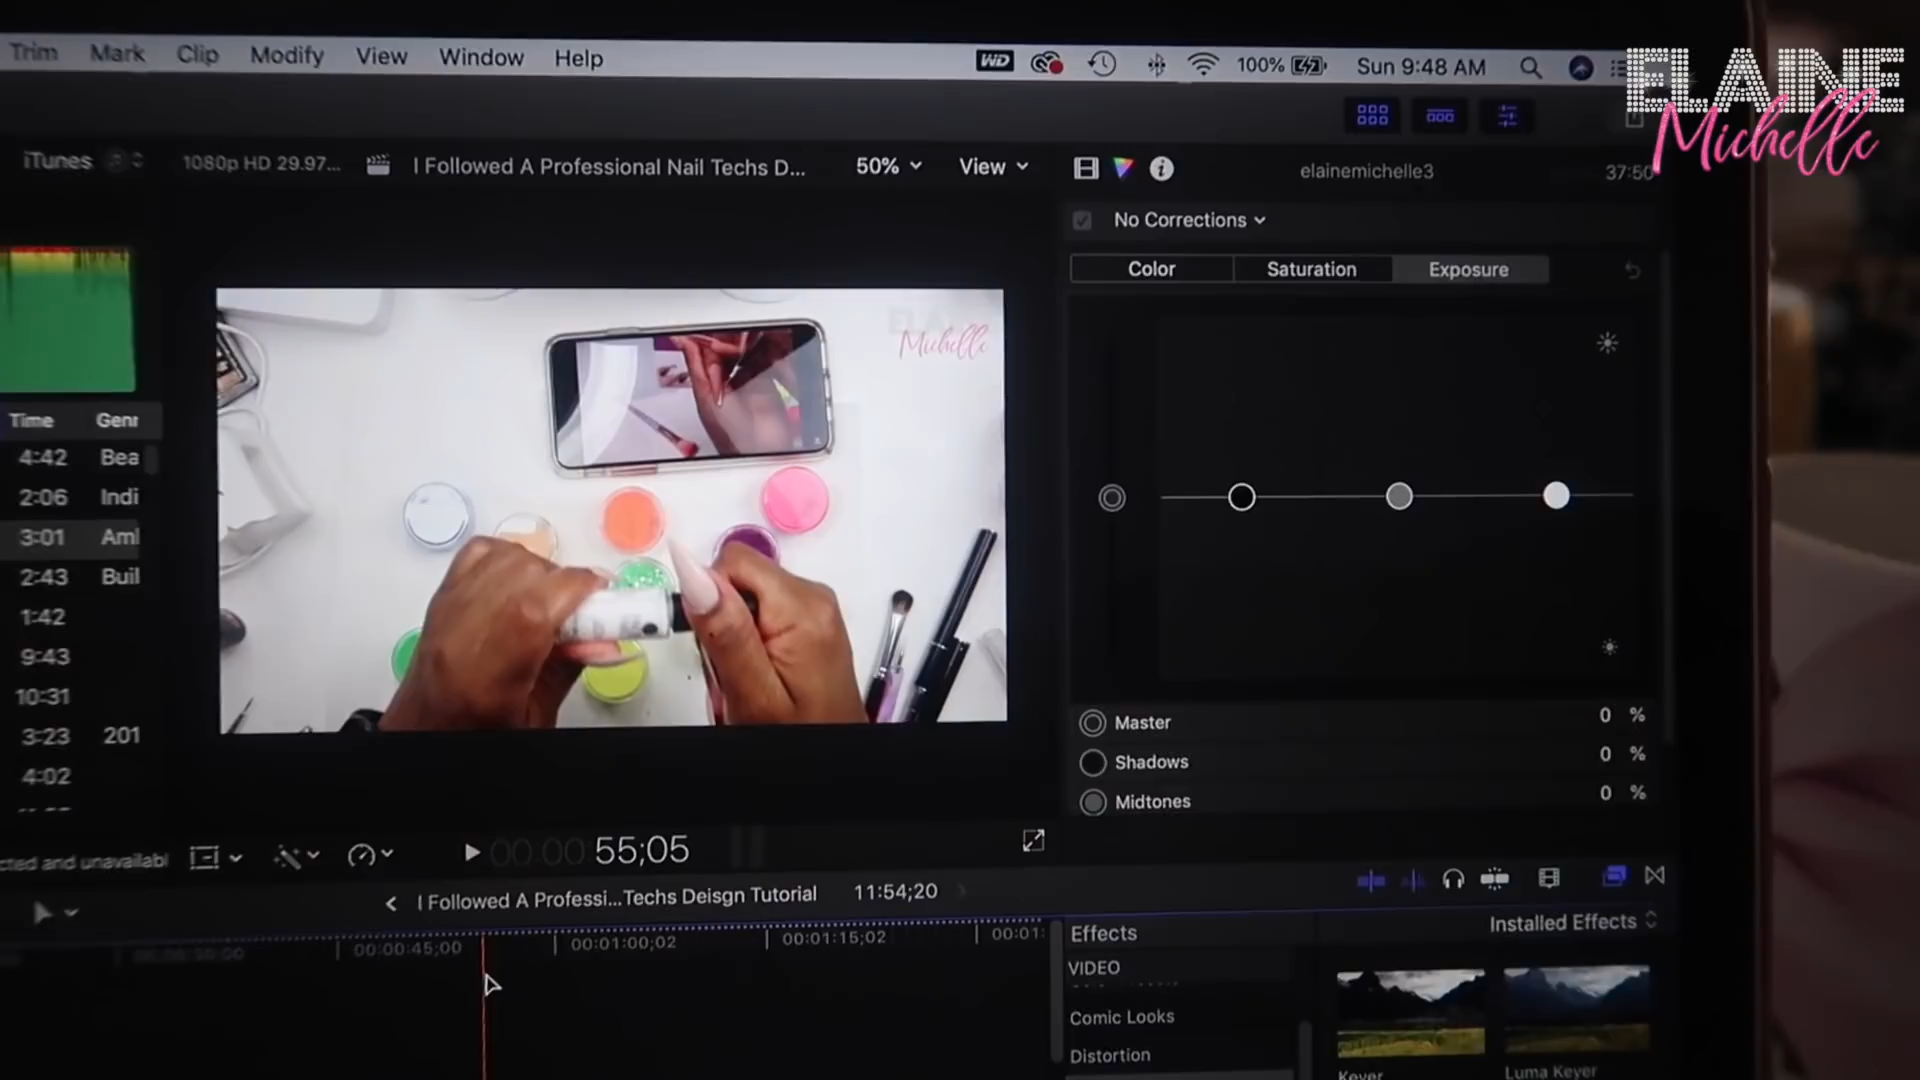 Trim Mark Clip Modify View Window Help
WD 100% Sun 9:48 AM
ELAINE
Michelle
iTunes 1080p HD 29.97... I Followed A Professional Nail Techs D... 50% View
elainemichelle3 37:50
No Corrections
Color Saturation Exposure
Michelle
Time Genr
4:42 Bea
2:06 Indi
3:01 Aml
2:43 Buil
1:42
9:43
10:31
3:23 201
4:02
Master 0 %
Shadows 0 %
Midtones 0 %
cted and unavailabl
00:00 55;05
I Followed A Professi...Techs Deisgn Tutorial 11:54;20
00:00:45;00 00:01:00;02 00:01:15;02 00:01:
Effects Installed Effects
VIDEO
Comic Looks
Distortion
Keyer Luma Keyer